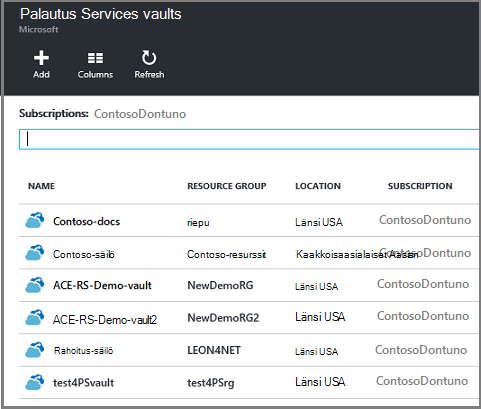 Palautus Services vaults
Microsoft
Add Columns Refresh
Subscriptions: ContosoDontuno
NAME RESOURCE GROUP LOCATION SUBSCRIPTION
Contoso-docs riepu Länsi USA ContosoDontuno
Contoso-säilö Contoso-resurssit Kaakkoisaasialaiset Aasian ContosoDontuno
ACE-RS-Demo-vault NewDemoRG Länsi USA ContosoDontuno
ACE-RS-Demo-vault2 NewDemoRG2 Länsi USA ContosoDontuno
Rahoitus-säilö LEON4NET Länsi USA ContosoDontuno
test4PSvault test4PSrg Länsi USA ContosoDontuno